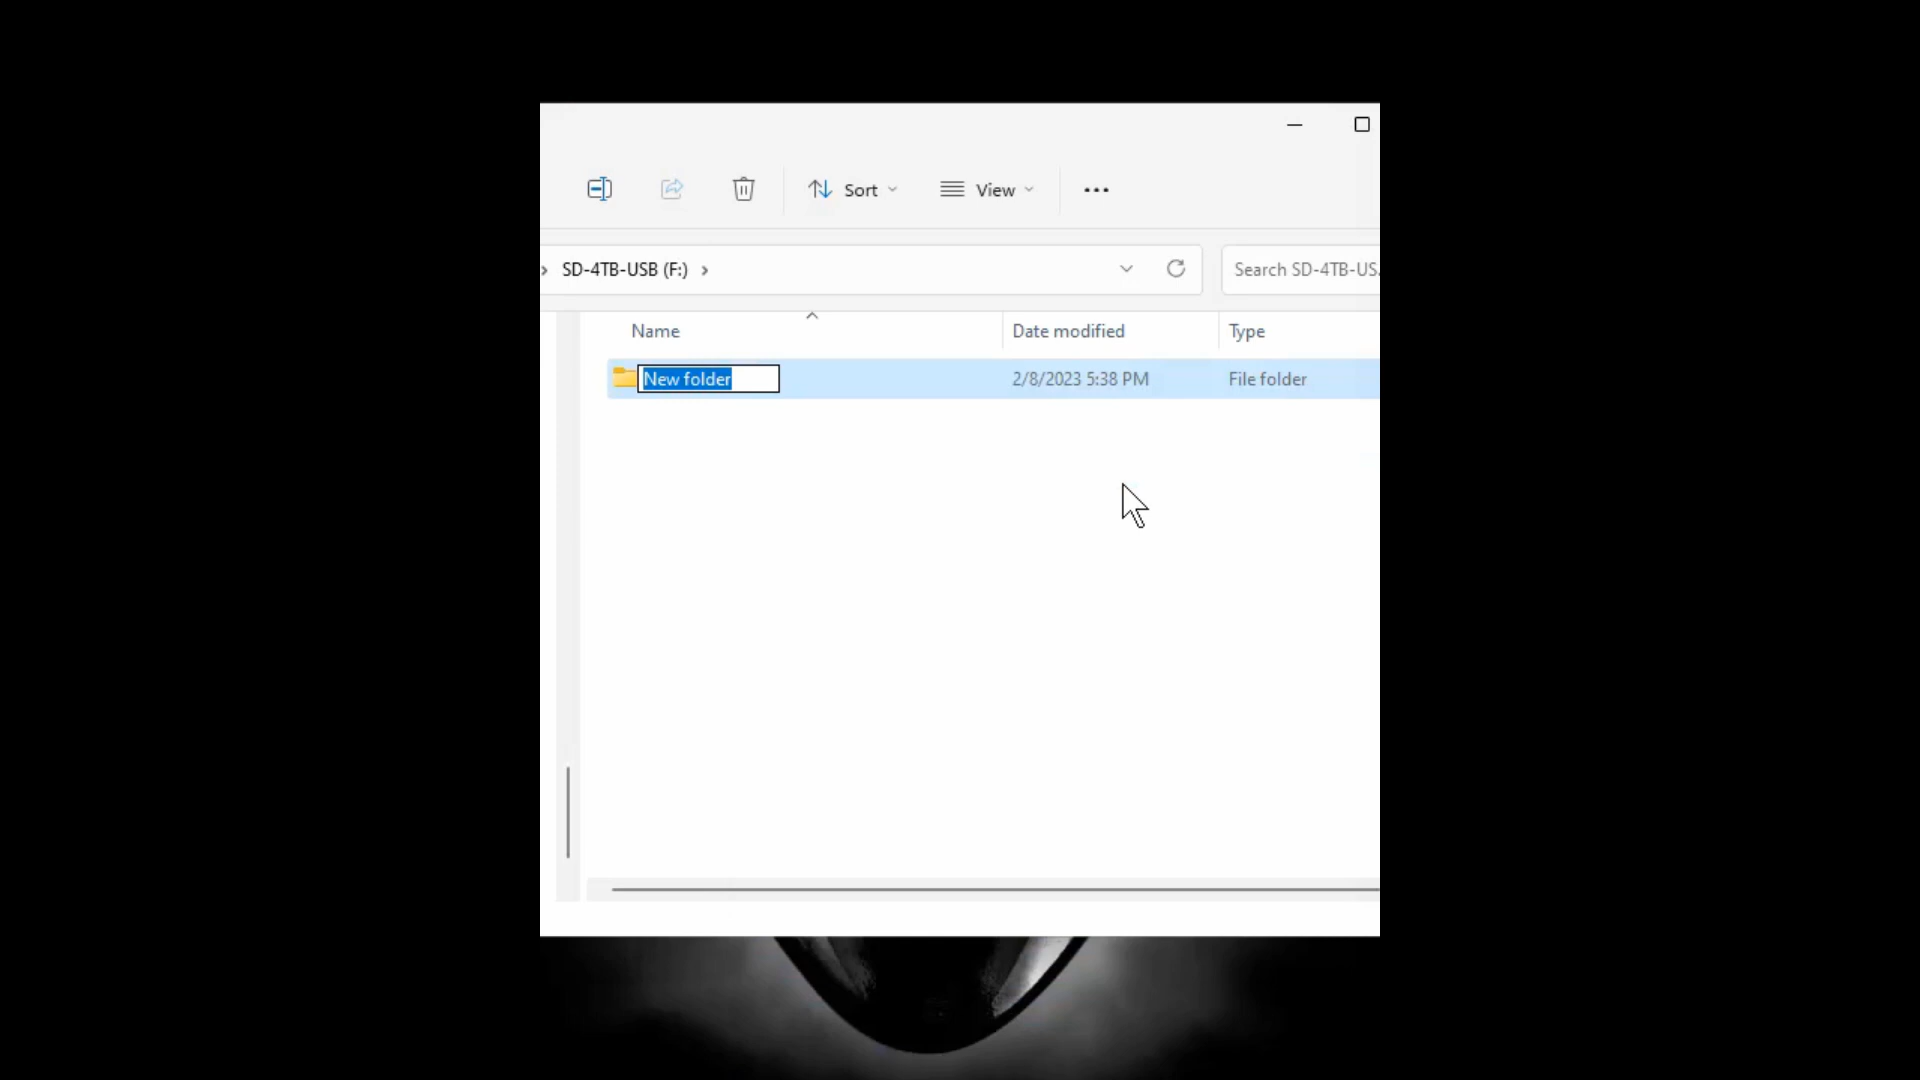 Sort
View
SD-4TB-USB (F:)
Search SD-4TB-US
Name
Date modified
Type
New folder
2/8/2023 5:38 PM
File folder